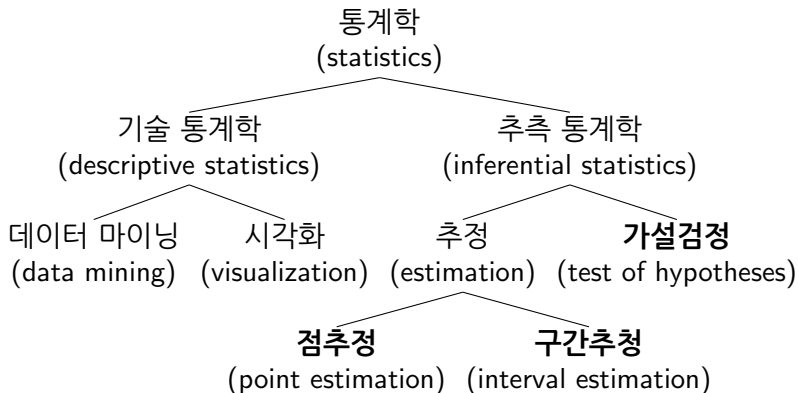 통계학
(statistics)
기술 통계학
(descriptive statistics)
추측 통계학
(inferential statistics)
데이터 마이닝
(data mining)
시각화
(visualization)
추정
(estimation)
가설검정
(test of hypotheses)
점추정
(point estimation)
구간추청
(interval estimation)